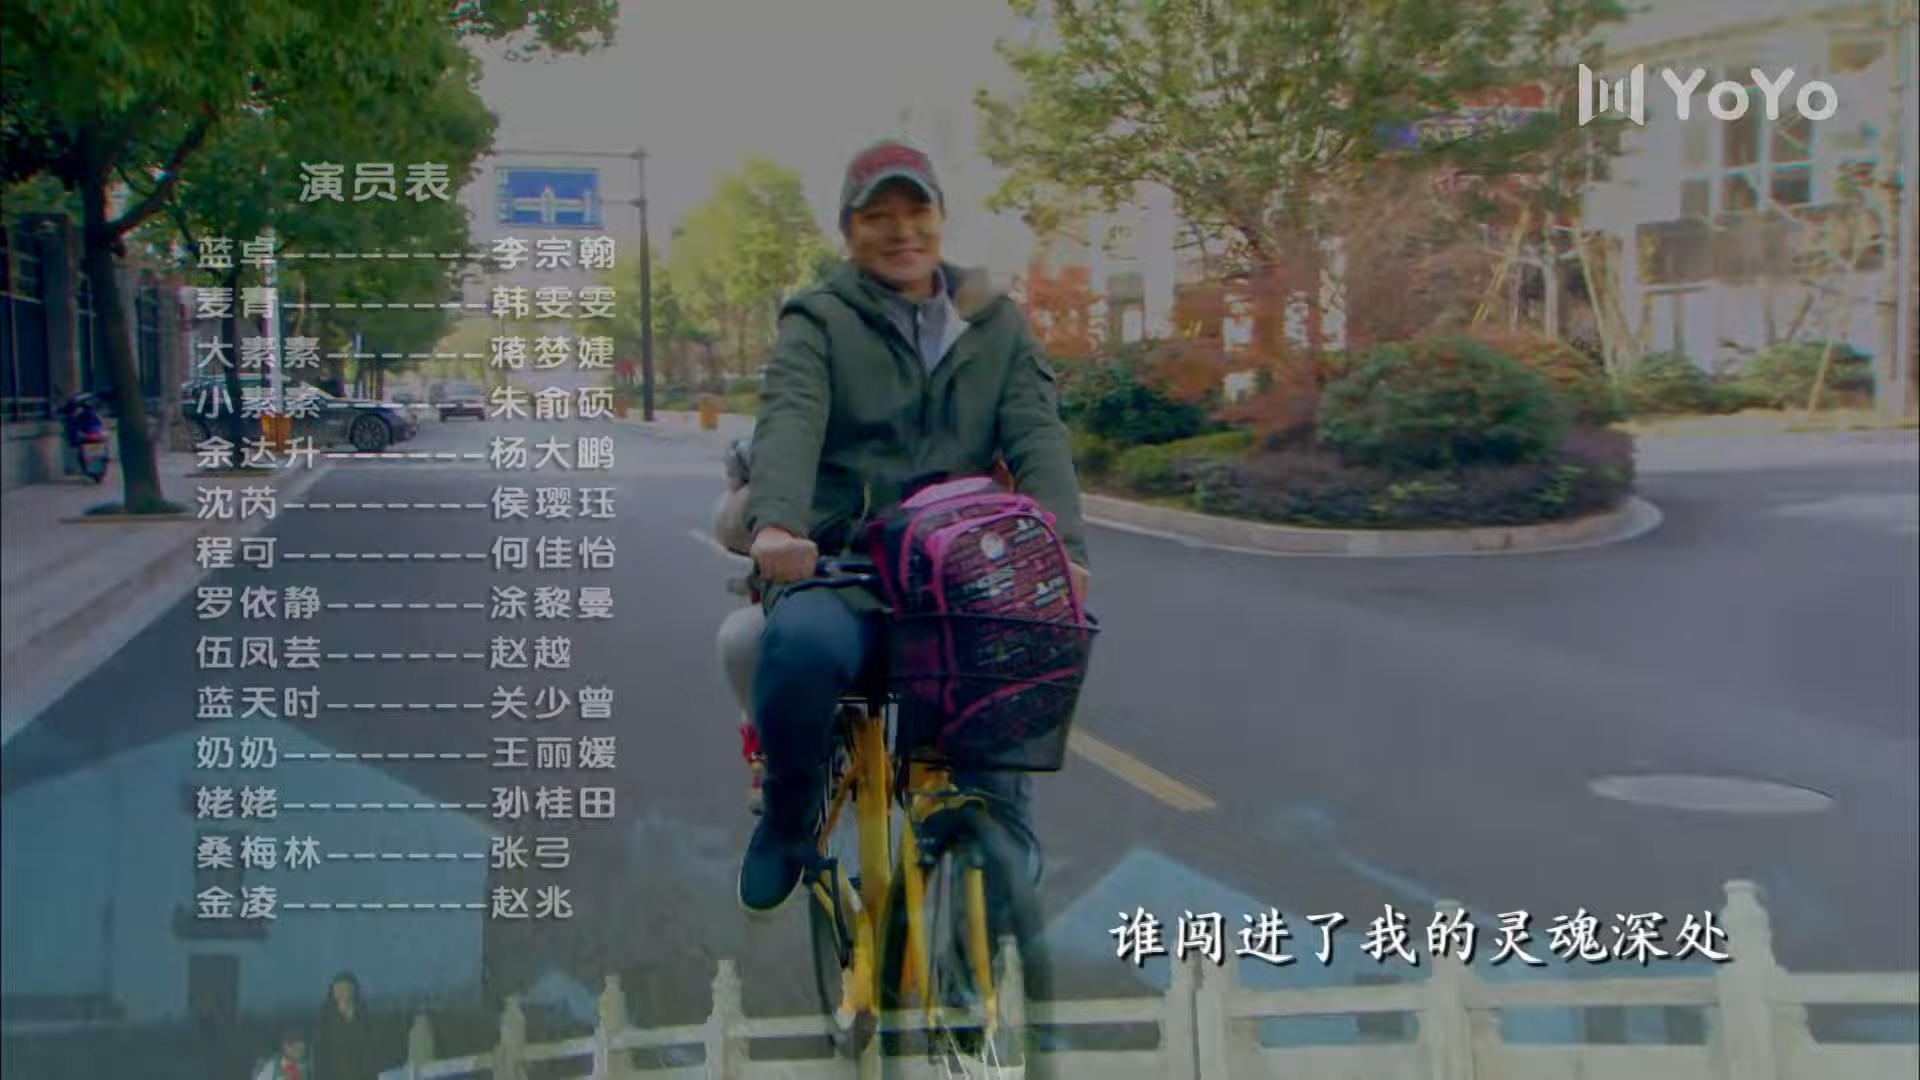 YoYo
演员表
蓝卓--------李宗翰
麦青--------韩雯雯
大素素------蒋梦婕
小素素------朱俞硕
余达升------杨大鹏
沈芮--------侯璎珏
程可--------何佳怡
罗依静------涂黎曼
伍凤芸------赵越
蓝天时------关少曾
奶奶--------王丽媛
姥姥--------孙桂田
桑梅林------张弓
金凌--------赵兆
谁闯进了我的灵魂深处